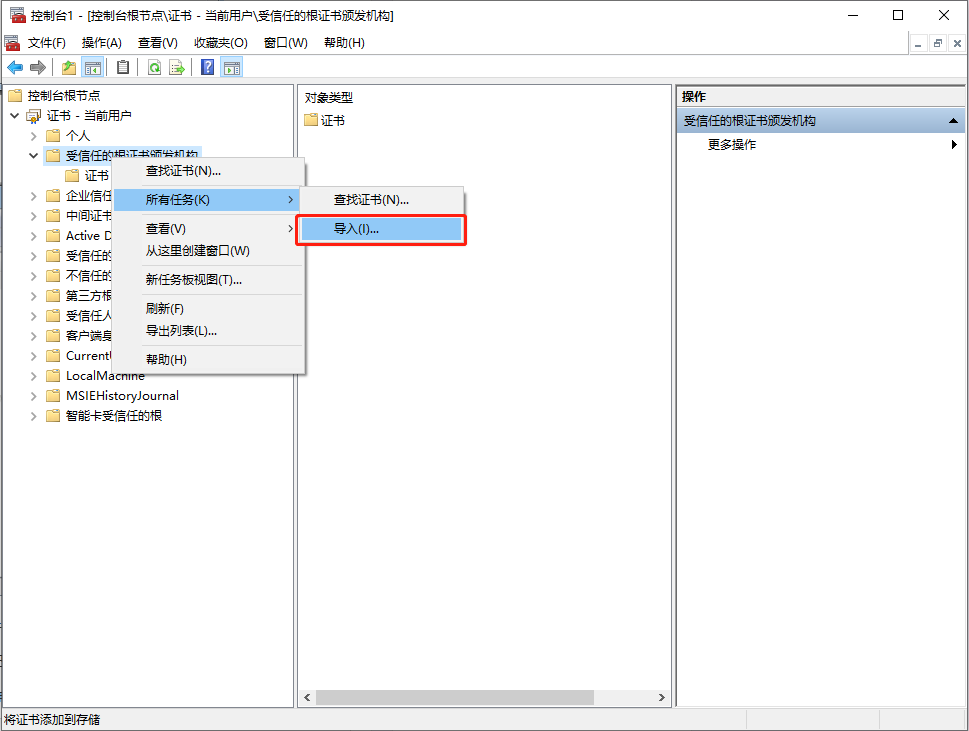 控制台1 - [控制台根节点\证书 - 当前用户\受信任的根证书颁发机构]
文件(F) 操作(A) 查看(V) 收藏夹(O) 窗口(W) 帮助(H)
控制台根节点
证书 - 当前用户
个人
受信任的根证书颁发机构
证书
企业信任
中间证书
Active D
受信任的
不信任的
第三方根
受信任人
客户端身
Current
LocalMachine
MSIEHistoryJournal
智能卡受信任的根
查找证书(N)...
所有任务(K)
查看(V)
从这里创建窗口(W)
新任务板视图(T)...
刷新(F)
导出列表(L)...
帮助(H)
查找证书(N)...
导入(I)...
对象类型
证书
操作
受信任的根证书颁发机构
更多操作
将证书添加到存储